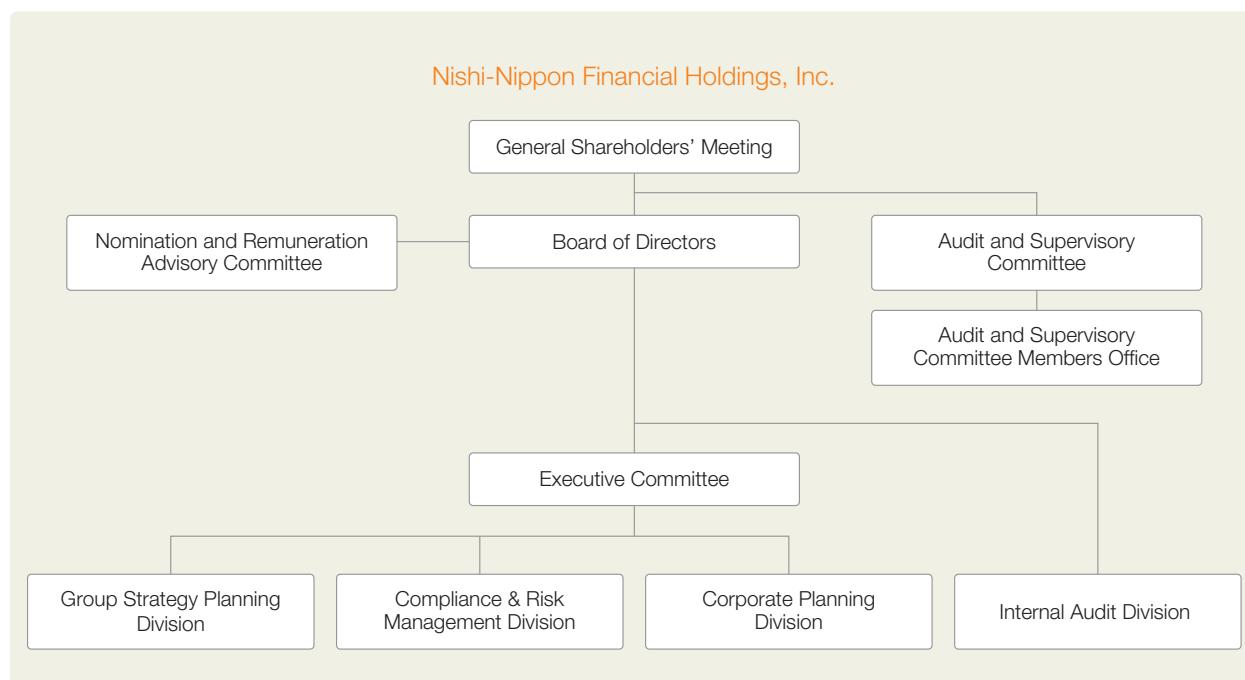 Nishi-Nippon Financial Holdings, Inc.
General Shareholders’ Meeting
Nomination and Remuneration
Advisory Committee
Board of Directors
Audit and Supervisory
Committee
Audit and Supervisory
Committee Members Office
Executive Committee
Group Strategy Planning
Division
Compliance & Risk
Management Division
Corporate Planning
Division
Internal Audit Division